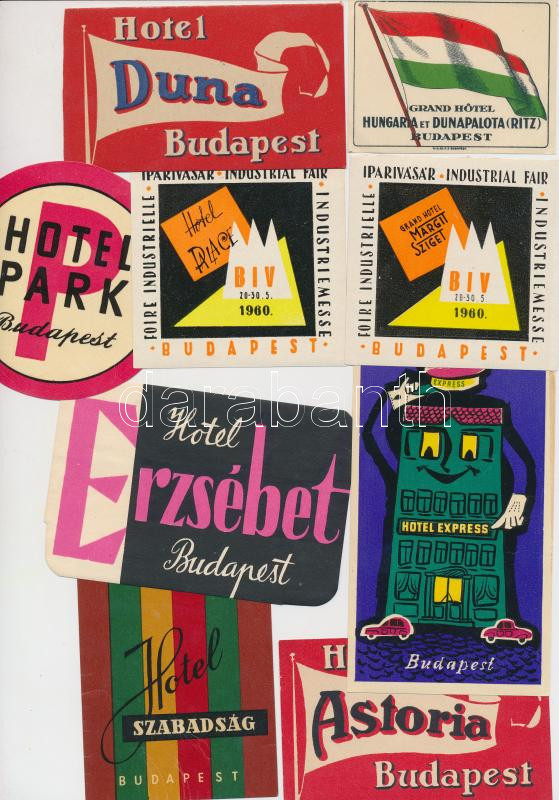 Hotel
Duna
Budapest
GRAND HÔTEL
HUNGARIA ET DUNAPALOTA (RITZ)
BUDAPEST
HOTEL
PARK
Budapest
IPARIVÁSÁR · INDUSTRIAL FAIR
FOIRE INDUSTRIELLE
INDUSTRIEMESSE
Hotel
PALACE
BIV
20-30.5.
1960.
· BUDAPEST ·
IPARIVÁSÁR · INDUSTRIAL FAIR
FOIRE INDUSTRIELLE
INDUSTRIEMESSE
GRAND HOTEL
MARGIT
SZIGET
BIV
20-30.5
1960.
· BUDAPEST ·
darabanth
Hotel
Erzsébet
Budapest
EXPRESS
HOTEL EXPRESS
Budapest
Hotel
SZABADSÁG
BUDAPEST
H
Astoria
Budapest